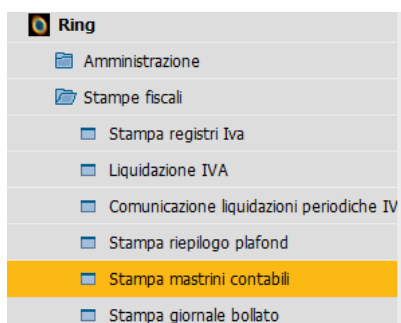 Ring
Amministrazione
Stampe fiscali
Stampa registri Iva
Liquidazione IVA
Comunicazione liquidazioni periodiche IV
Stampa riepilogo plafond
Stampa mastrini contabili
Stampa giornale bollato